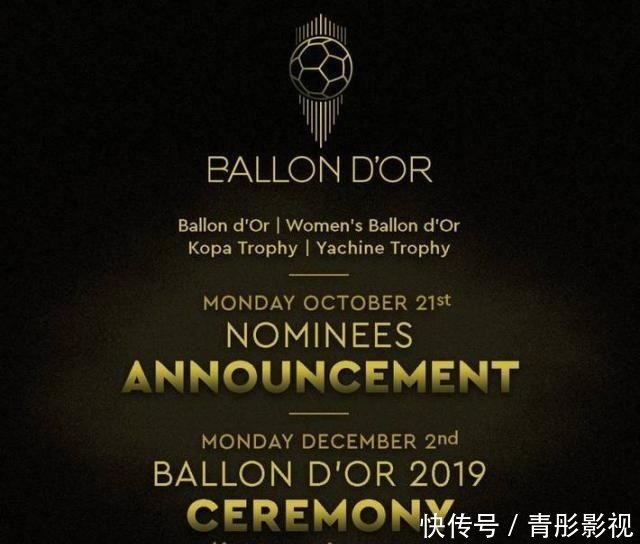 BALLON D'OR
Ballon d'Or | Women's Ballon d'Or
Kopa Trophy | Yachine Trophy
MONDAY OCTOBER 21st
NOMINEES
ANNOUNCEMENT
MONDAY DECEMBER 2nd
BALLON D'OR 2019
CEREMONY
快传号 / 青彤影视